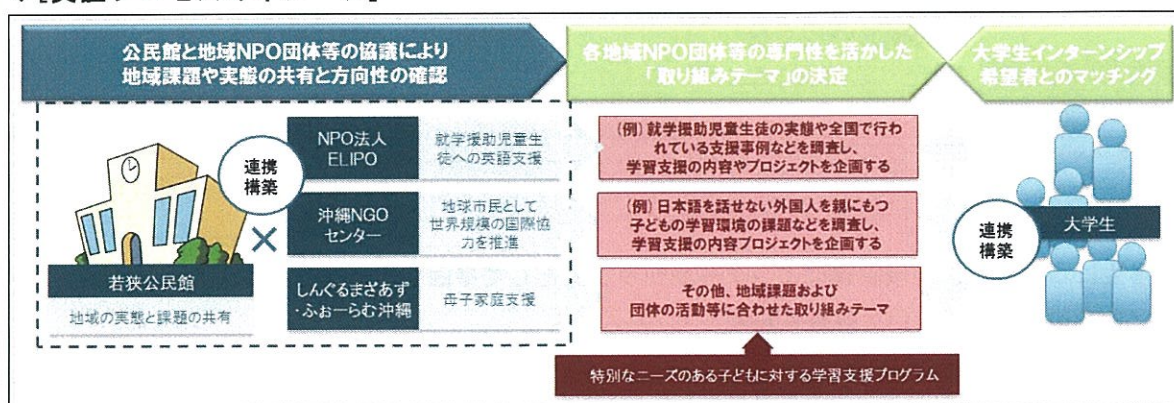 公民館と地域NPO団体等の協議により
地域課題や実態の共有と方向性の確認
各地域NPO団体等の専門性を活かした
「取り組みテーマ」の決定
大学生インターンシップ
希望者とのマッチング
連携
構築
若狭公民館
地域の実態と課題の共有
NPO法人
ELIPO
就学援助児童生
徒への英語支援
沖縄NGO
センター
地球市民として
世界規模の国際協
力を推進
しんぐるまざあず
・ふぉーらむ沖縄
母子家庭支援
(例)就学援助児童生徒の実態や全国で行わ
れている支援事例などを調査し、
学習支援の内容やプロジェクトを企画する
(例)日本語を話せない外国人を親にもつ
子どもの学習環境の課題などを調査し、
学習支援の内容プロジェクトを企画する
その他、地域課題および
団体の活動等に合わせた取り組みテーマ
特別なニーズのある子どもに対する学習支援プログラム
連携
構築
大学生